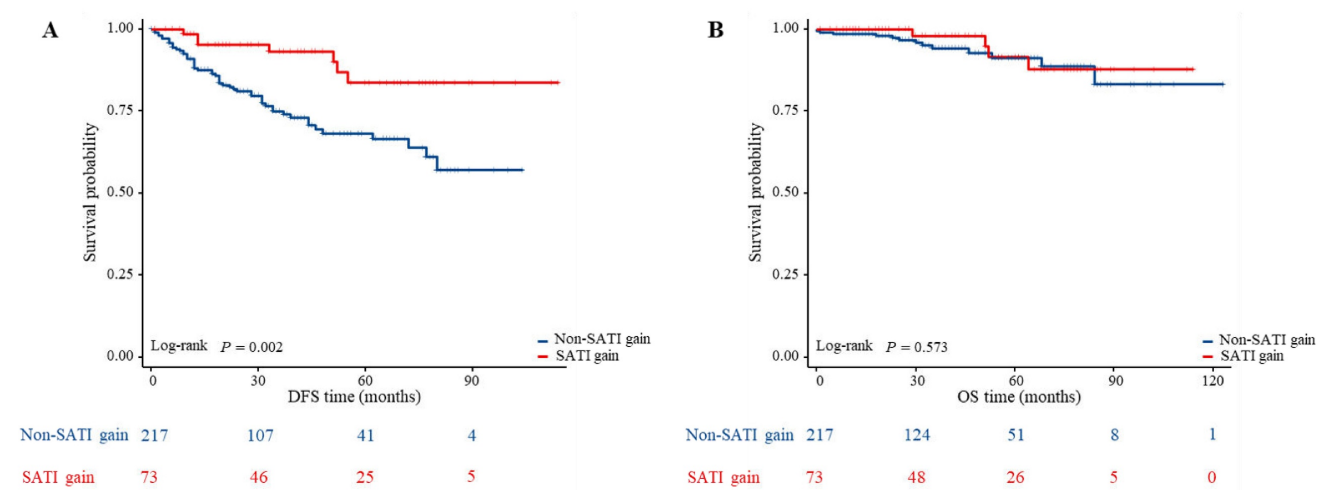 A
1.00
0.75
0.50
0.25
0.00
Survival probability
Log-rank P = 0.002
Non-SATI gain
SATI gain
0 30 60 90
DFS time (months)
Non-SATI gain 217 107 41 4
SATI gain 73 46 25 5
B
1.00
0.75
0.50
0.25
0.00
Survival probability
Log-rank P = 0.573
Non-SATI gain
SATI gain
0 30 60 90 120
OS time (months)
Non-SATI gain 217 124 51 8 1
SATI gain 73 48 26 5 0